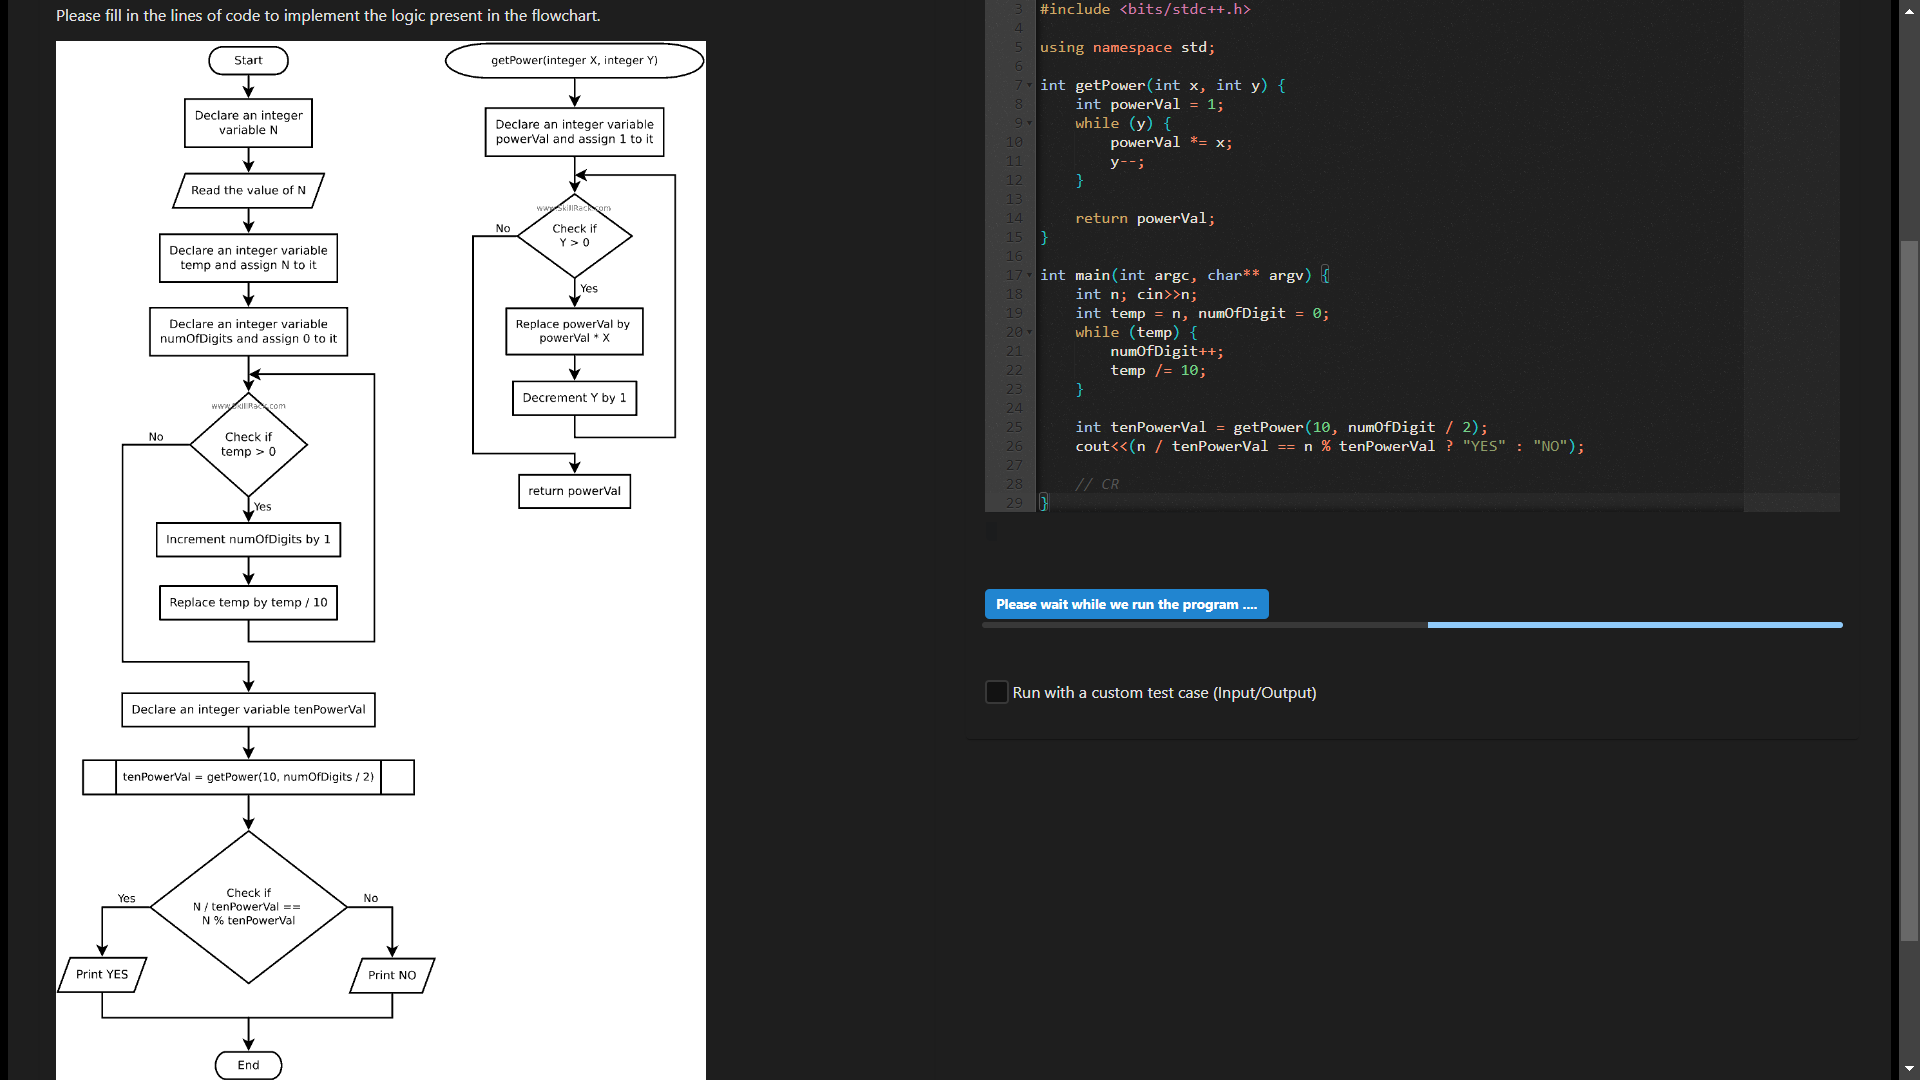 Please fill in the lines of code to implement the logic present in the flowchart.
Start
Declare an integer
variable N
Read the value of N
Declare an integer variable
temp and assign N to it
Declare an integer variable
numOfDigits and assign 0 to it
www.SkillRack.com
Check if
temp > 0
No
Yes
Increment numOfDigits by 1
Replace temp by temp / 10
Declare an integer variable tenPowerVal
tenPowerVal = getPower(10, numOfDigits / 2)
Check if
N / tenPowerVal ==
N % tenPowerVal
Yes
No
Print YES
Print NO
End
getPower(integer X, integer Y)
Declare an integer variable
powerVal and assign 1 to it
www.SkillRack.com
Check if
Y > 0
No
Yes
Replace powerVal by
powerVal * X
Decrement Y by 1
return powerVal
3 #include <bits/stdc++.h>
4
5 using namespace std;
6
7 int getPower(int x, int y) {
8 int powerVal = 1;
9 while (y) {
10 powerVal *= x;
11 y--;
12 }
13
14 return powerVal;
15 }
16
17 int main(int argc, char** argv) {
18 int n; cin>>n;
19 int temp = n, numOfDigit = 0;
20 while (temp) {
21 numOfDigit++;
22 temp /= 10;
23 }
24
25 int tenPowerVal = getPower(10, numOfDigit / 2);
26 cout<<(n / tenPowerVal == n % tenPowerVal ? "YES" : "NO");
27
28 // CR
29 }
Please wait while we run the program ....
Run with a custom test case (Input/Output)